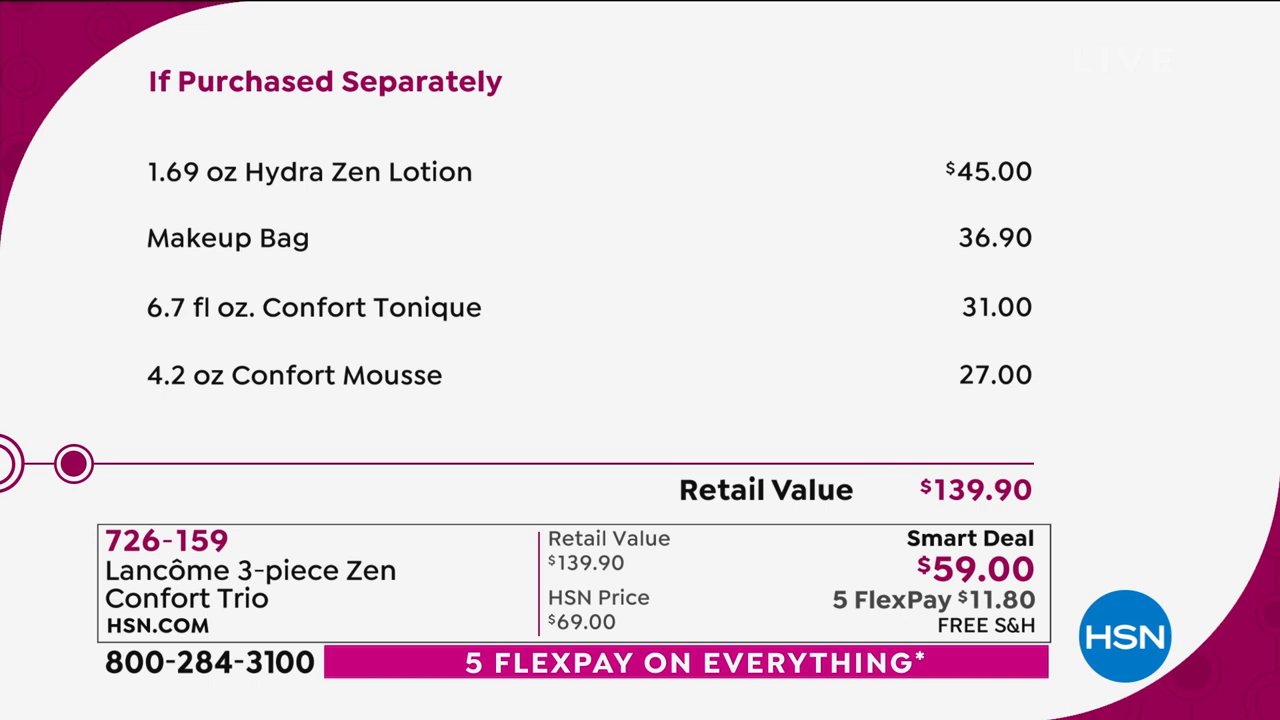 LIVE
If Purchased Separately
1.69 oz Hydra Zen Lotion $45.00
Makeup Bag 36.90
6.7 fl oz. Confort Tonique 31.00
4.2 oz Confort Mousse 27.00
Retail Value $139.90
726-159
Lancôme 3-piece Zen
Confort Trio
HSN.COM
Retail Value
$139.90
HSN Price
$69.00
Smart Deal
$59.00
5 FlexPay $11.80
FREE S&H
HSN
800-284-3100
5 FLEXPAY ON EVERYTHING*